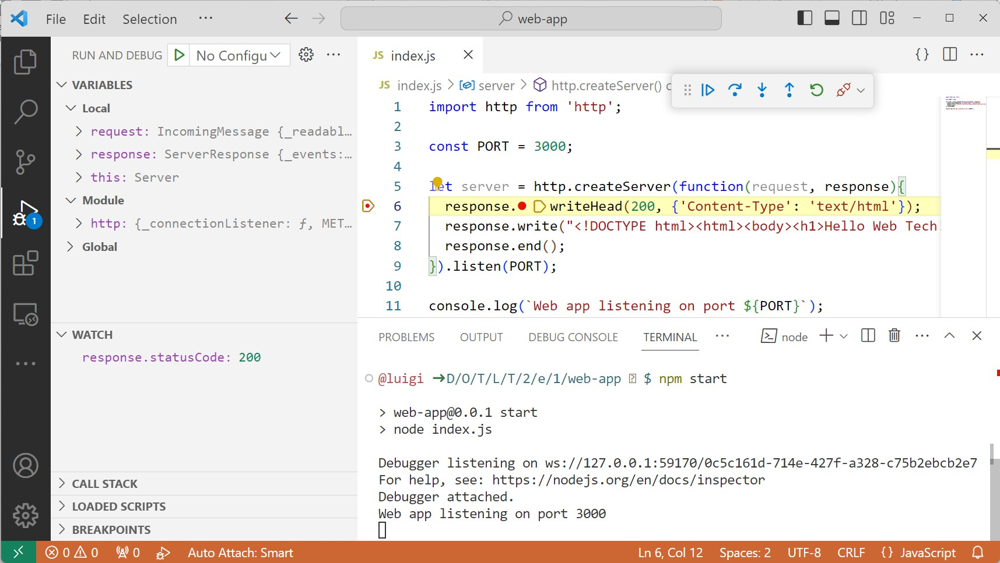 File Edit Selection ··· web-app
RUN AND DEBUG No Configu
VARIABLES
Local
request: IncomingMessage {_readabl…
response: ServerResponse {_events:…
this: Server
Module
http: {_connectionListener: ƒ, MET…
Global
WATCH
response.statusCode: 200
CALL STACK
LOADED SCRIPTS
BREAKPOINTS
JS index.js
JS index.js > server > http.createServer() c
1 import http from 'http';
2
3 const PORT = 3000;
4
5 let server = http.createServer(function(request, response){
6 response.writeHead(200, {'Content-Type': 'text/html'});
7 response.write("<!DOCTYPE html><html><body><h1>Hello Web Tech!
8 response.end();
9 }).listen(PORT);
10
11 console.log(`Web app listening on port ${PORT}`);
PROBLEMS OUTPUT DEBUG CONSOLE TERMINAL ··· node
@luigi ➜D/O/T/L/T/2/e/1/web-app $ npm start
> web-app@0.0.1 start
> node index.js
Debugger listening on ws://127.0.0.1:59170/0c5c161d-714e-427f-a328-c75b2ebcb2e7
For help, see: https://nodejs.org/en/docs/inspector
Debugger attached.
Web app listening on port 3000
1
0 0 0 Auto Attach: Smart Ln 6, Col 12 Spaces: 2 UTF-8 CRLF {} JavaScript